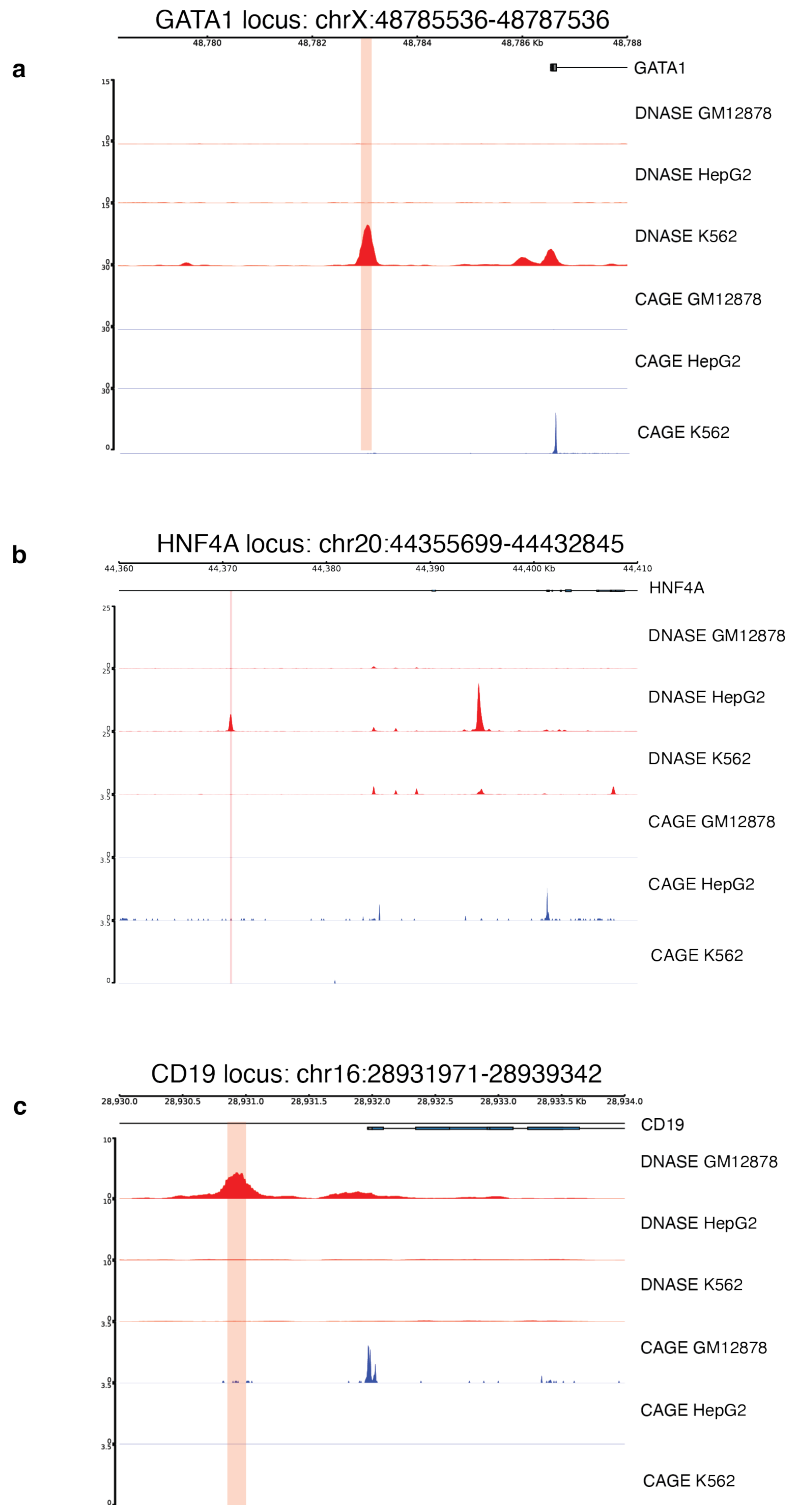 GATA1 locus: chrX:48785536-48787536
48,780 48,782 48,784 48,786 Kb 48,788
a
GATA1
15
DNASE GM12878
0
15
DNASE HepG2
0
15
DNASE K562
0
30
CAGE GM12878
0
30
CAGE HepG2
0
30
CAGE K562
0
HNF4A locus: chr20:44355699-44432845
b
44,360 44,370 44,380 44,390 44,400 Kb 44,410
HNF4A
25
DNASE GM12878
0
25
DNASE HepG2
0
25
DNASE K562
0
3.5
CAGE GM12878
0
3.5
CAGE HepG2
0
3.5
CAGE K562
0
CD19 locus: chr16:28931971-28939342
c
28,930.0 28,930.5 28,931.0 28,931.5 28,932.0 28,932.5 28,933.0 28,933.5 Kb 28,934.0
CD19
10
DNASE GM12878
0
10
DNASE HepG2
0
10
DNASE K562
0
3.5
CAGE GM12878
0
3.5
CAGE HepG2
0
3.5
CAGE K562
0